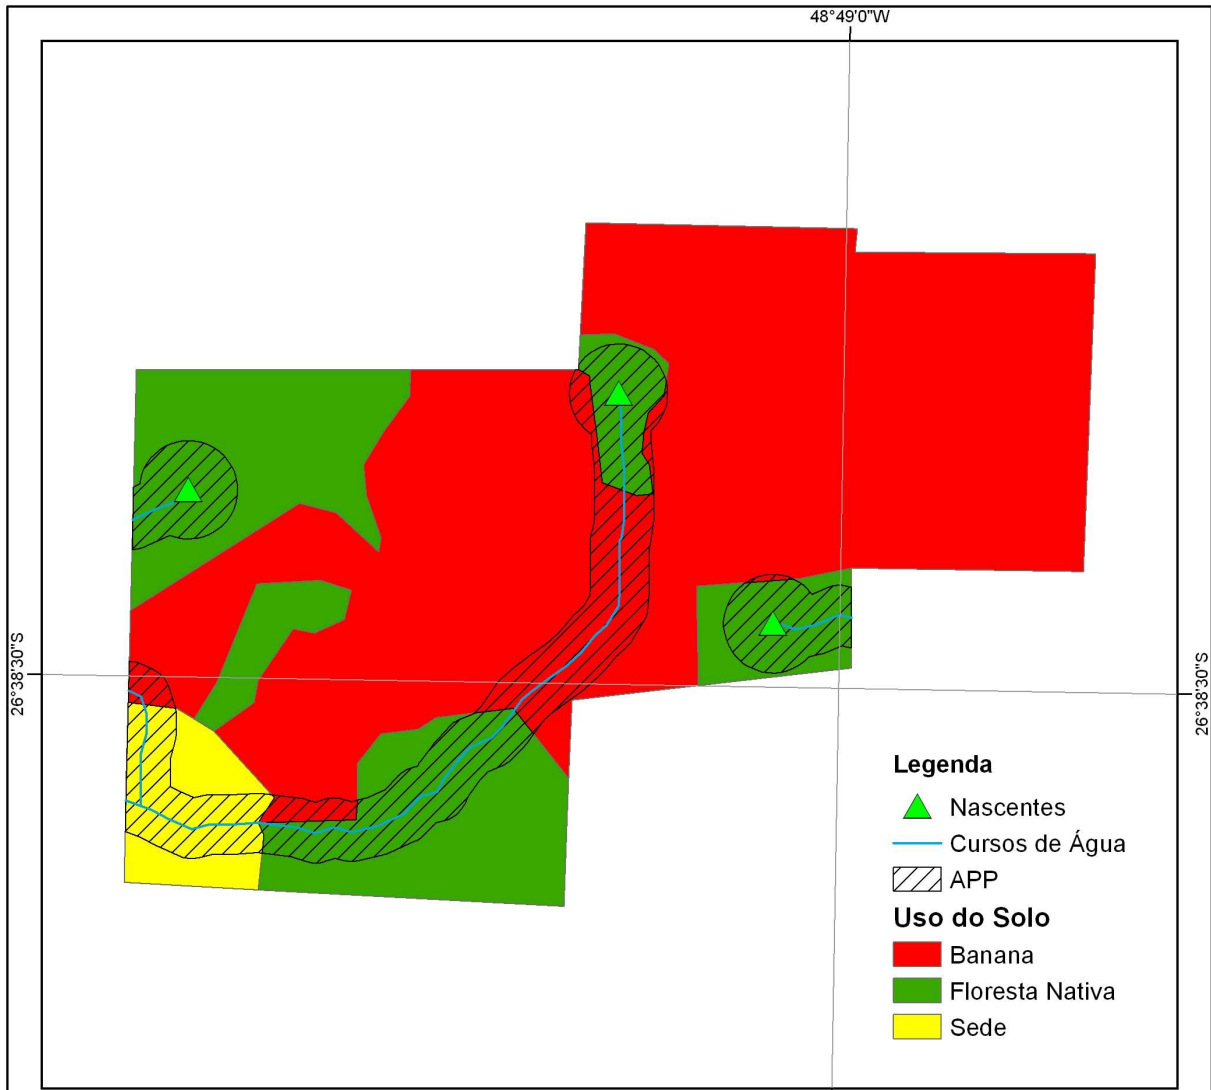 48°49'0"W
26°38'30"S
26°38'30"S
Legenda
Nascentes
Cursos de Água
APP
Uso do Solo
Banana
Floresta Nativa
Sede